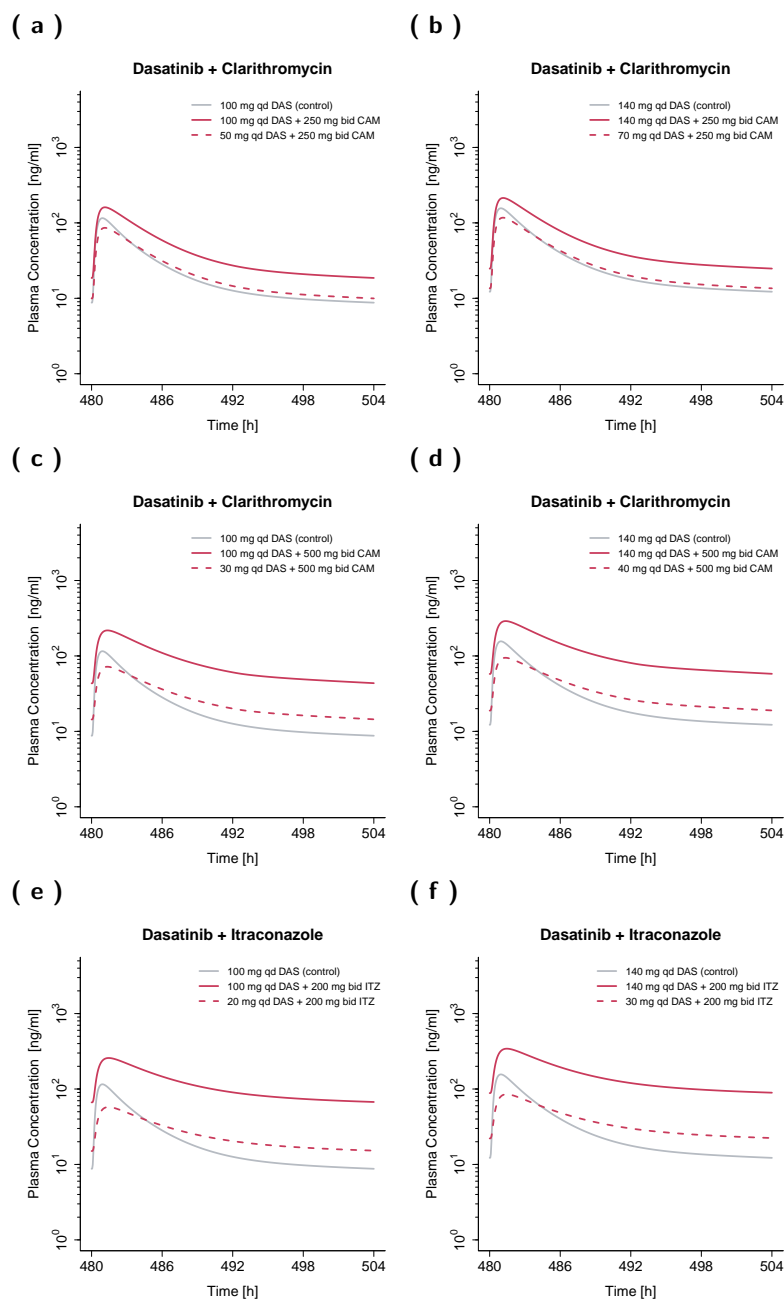 ( a )
Dasatinib + Clarithromycin
100 mg qd DAS (control)
100 mg qd DAS + 250 mg bid CAM
50 mg qd DAS + 250 mg bid CAM
Plasma Concentration [ng/ml]
10^3
10^2
10^1
10^0
480 486 492 498 504
Time [h]
( b )
Dasatinib + Clarithromycin
140 mg qd DAS (control)
140 mg qd DAS + 250 mg bid CAM
70 mg qd DAS + 250 mg bid CAM
Plasma Concentration [ng/ml]
10^3
10^2
10^1
10^0
480 486 492 498 504
Time [h]
( c )
Dasatinib + Clarithromycin
100 mg qd DAS (control)
100 mg qd DAS + 500 mg bid CAM
30 mg qd DAS + 500 mg bid CAM
Plasma Concentration [ng/ml]
10^3
10^2
10^1
10^0
480 486 492 498 504
Time [h]
( d )
Dasatinib + Clarithromycin
140 mg qd DAS (control)
140 mg qd DAS + 500 mg bid CAM
40 mg qd DAS + 500 mg bid CAM
Plasma Concentration [ng/ml]
10^3
10^2
10^1
10^0
480 486 492 498 504
Time [h]
( e )
Dasatinib + Itraconazole
100 mg qd DAS (control)
100 mg qd DAS + 200 mg bid ITZ
20 mg qd DAS + 200 mg bid ITZ
Plasma Concentration [ng/ml]
10^3
10^2
10^1
10^0
480 486 492 498 504
Time [h]
( f )
Dasatinib + Itraconazole
140 mg qd DAS (control)
140 mg qd DAS + 200 mg bid ITZ
30 mg qd DAS + 200 mg bid ITZ
Plasma Concentration [ng/ml]
10^3
10^2
10^1
10^0
480 486 492 498 504
Time [h]